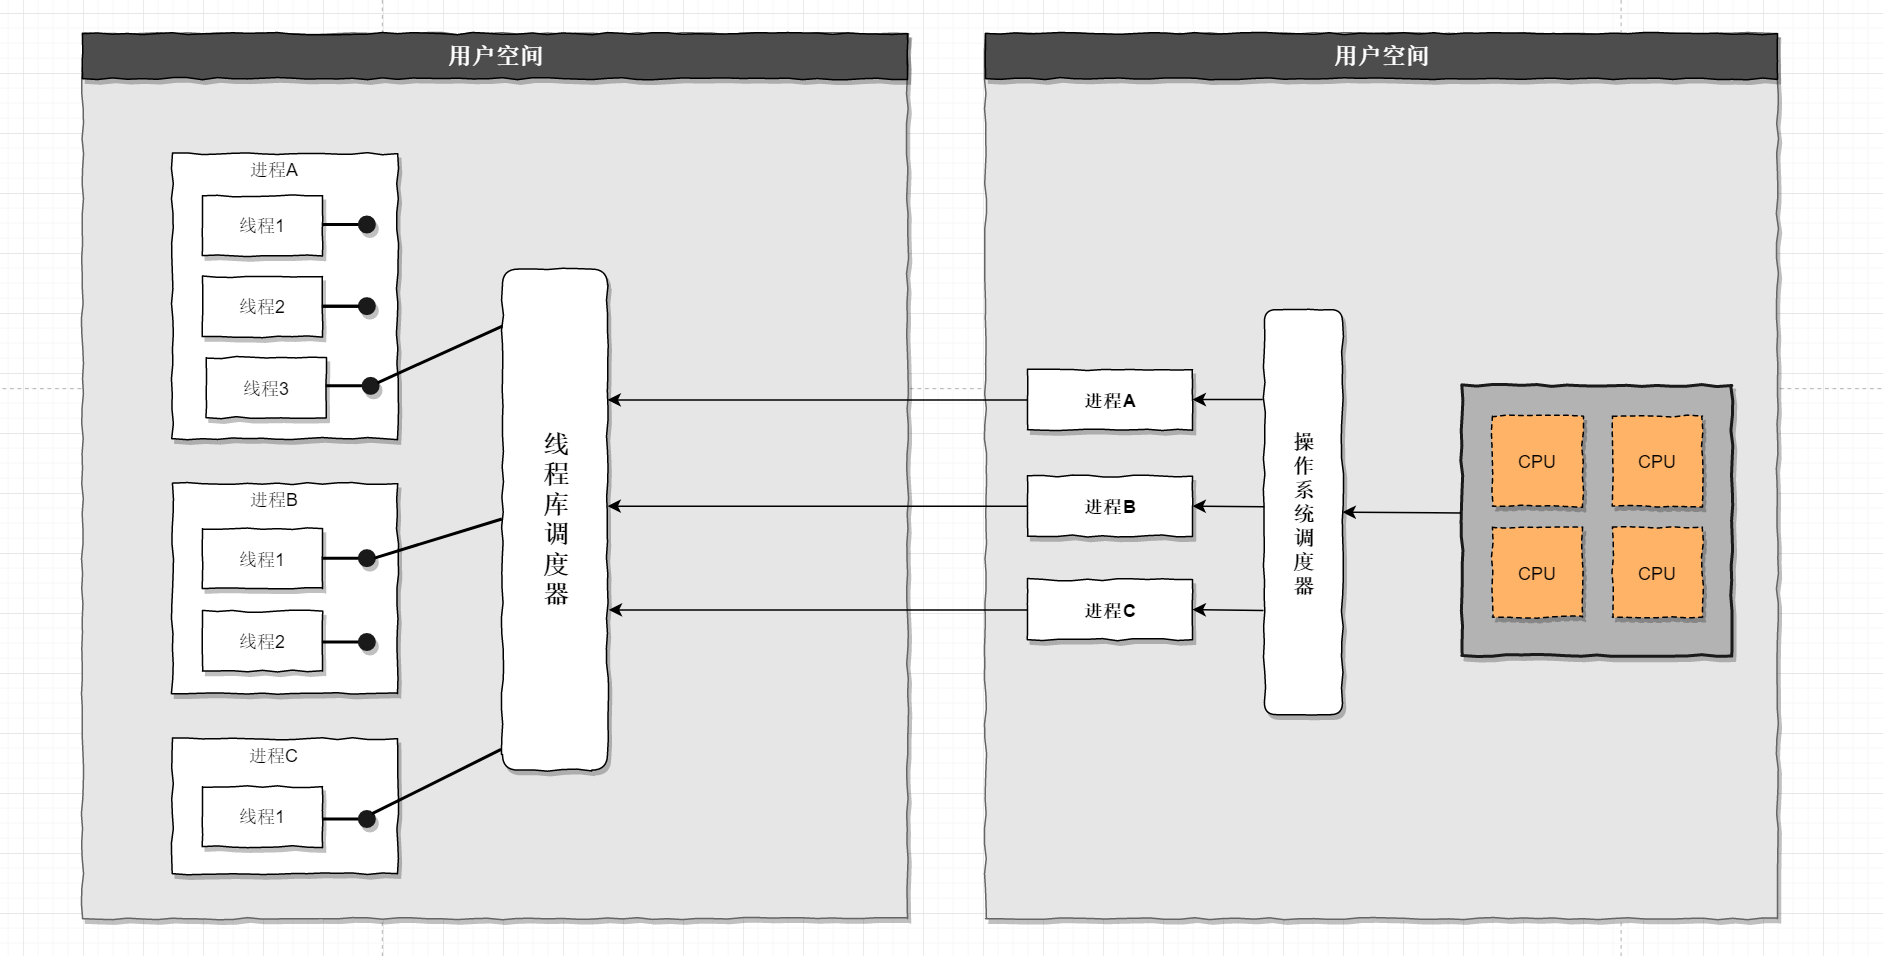 用户空间
进程A
线程1
线程2
线程3
进程B
线程1
线程2
进程C
线程1
线程库调度器
用户空间
进程A
进程B
进程C
操作系统调度器
CPU
CPU
CPU
CPU